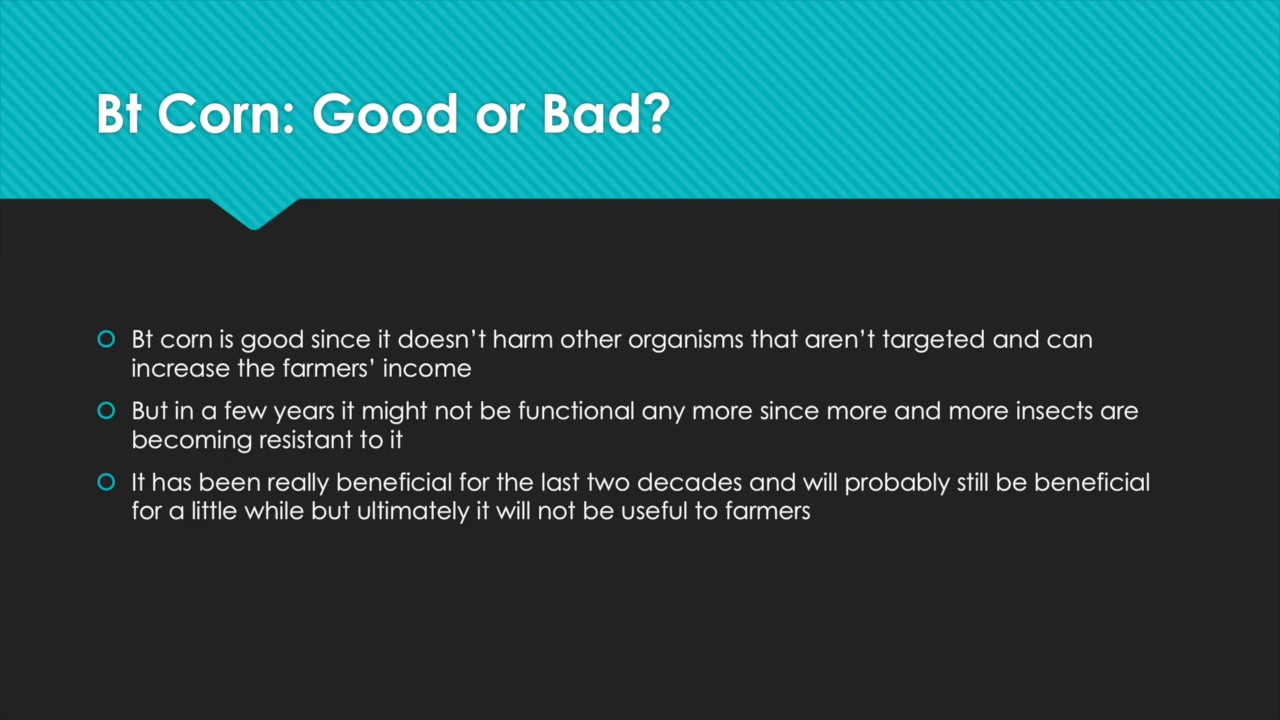 Bt Corn: Good or Bad?
Bt corn is good since it doesn’t harm other organisms that aren’t targeted and can
increase the farmers’ income
But in a few years it might not be functional any more since more and more insects are
becoming resistant to it
It has been really beneficial for the last two decades and will probably still be beneficial
for a little while but ultimately it will not be useful to farmers